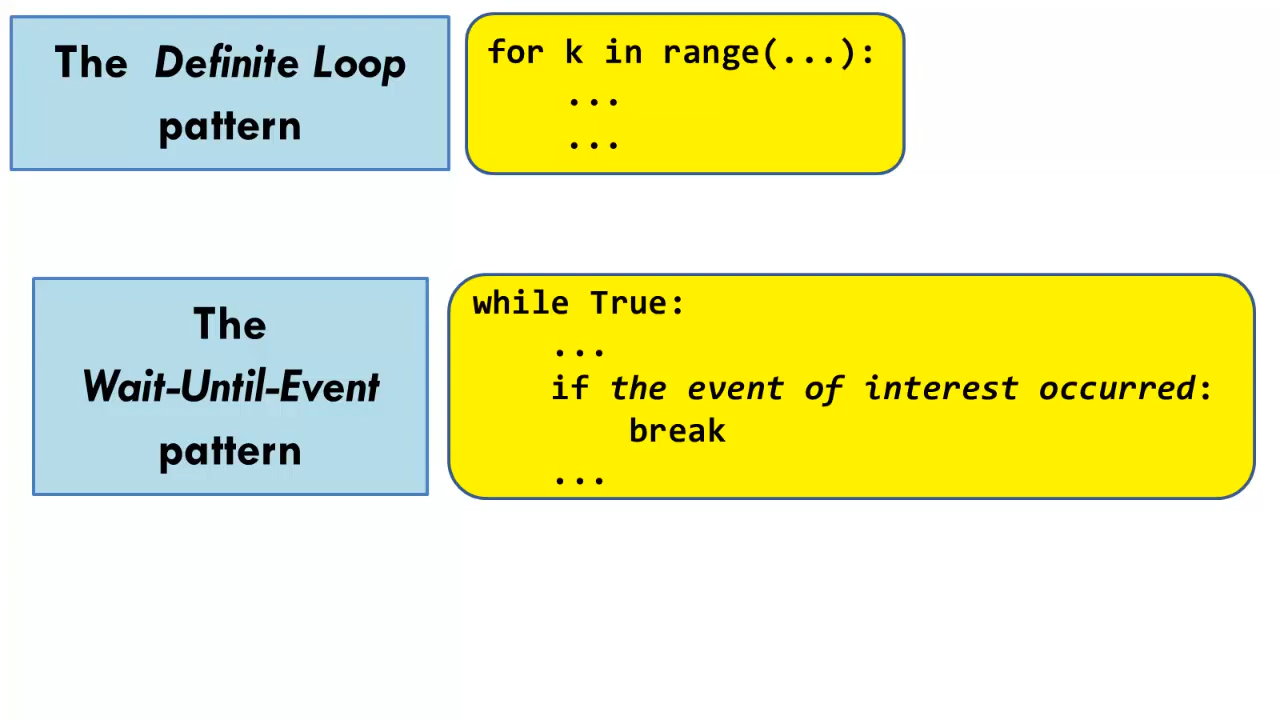 The Definite Loop
pattern
for k in range(...):
    ...
    ...
The
Wait-Until-Event
pattern
while True:
    ...
    if the event of interest occurred:
        break
    ...